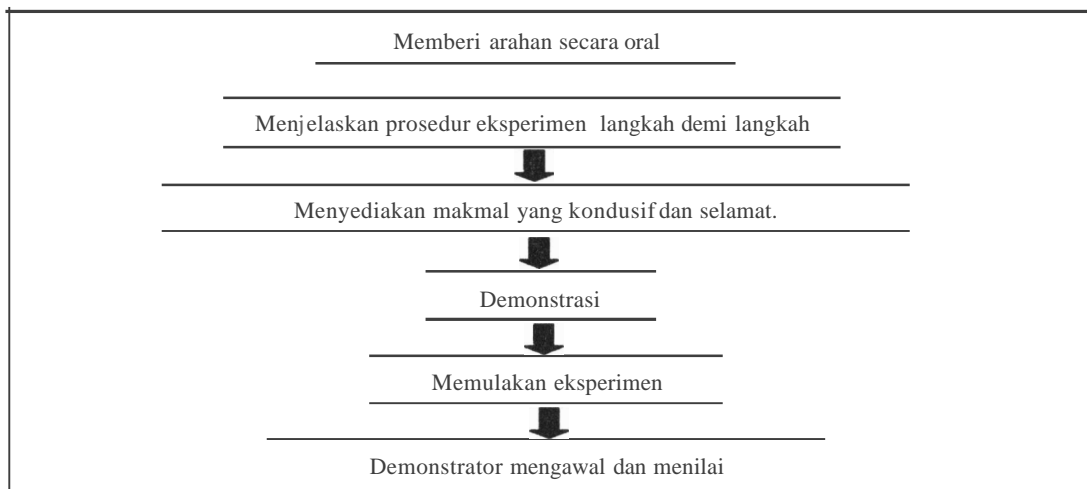 Memberi arahan secara oral
Menjelaskan prosedur eksperimen langkah demi langkah
Menyediakan makmal yang kondusif dan selamat.
Demonstrasi
Memulakan eksperimen
Demonstrator mengawal dan menilai